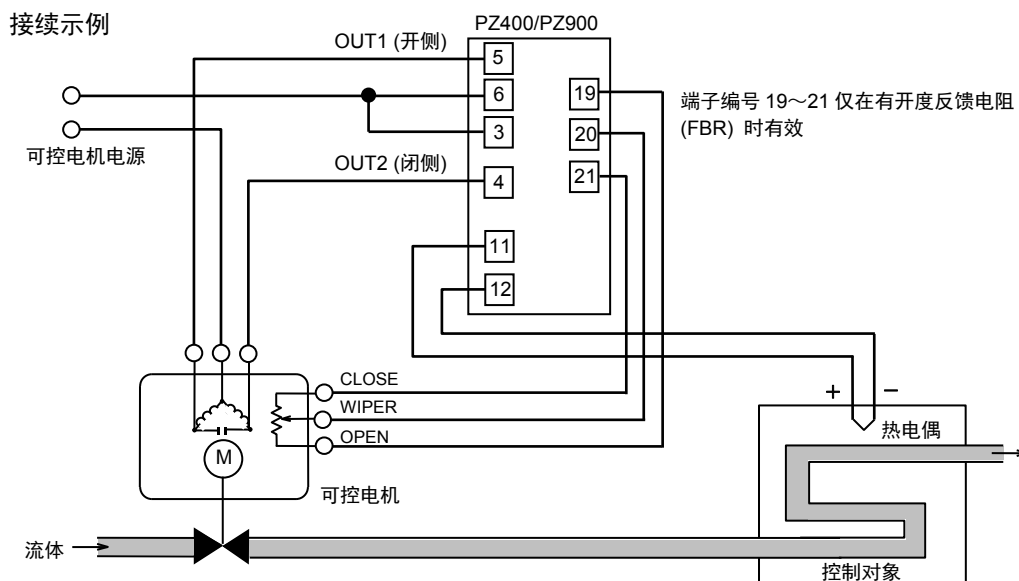 接续示例
PZ400/PZ900
OUT1 (开侧)
5
6
3
OUT2 (闭侧)
4
11
12
19
20
21
端子编号 19～21 仅在有开度反馈电阻
(FBR) 时有效
可控电机电源
CLOSE
WIPER
OPEN
M
可控电机
+
−
热电偶
流体
控制对象